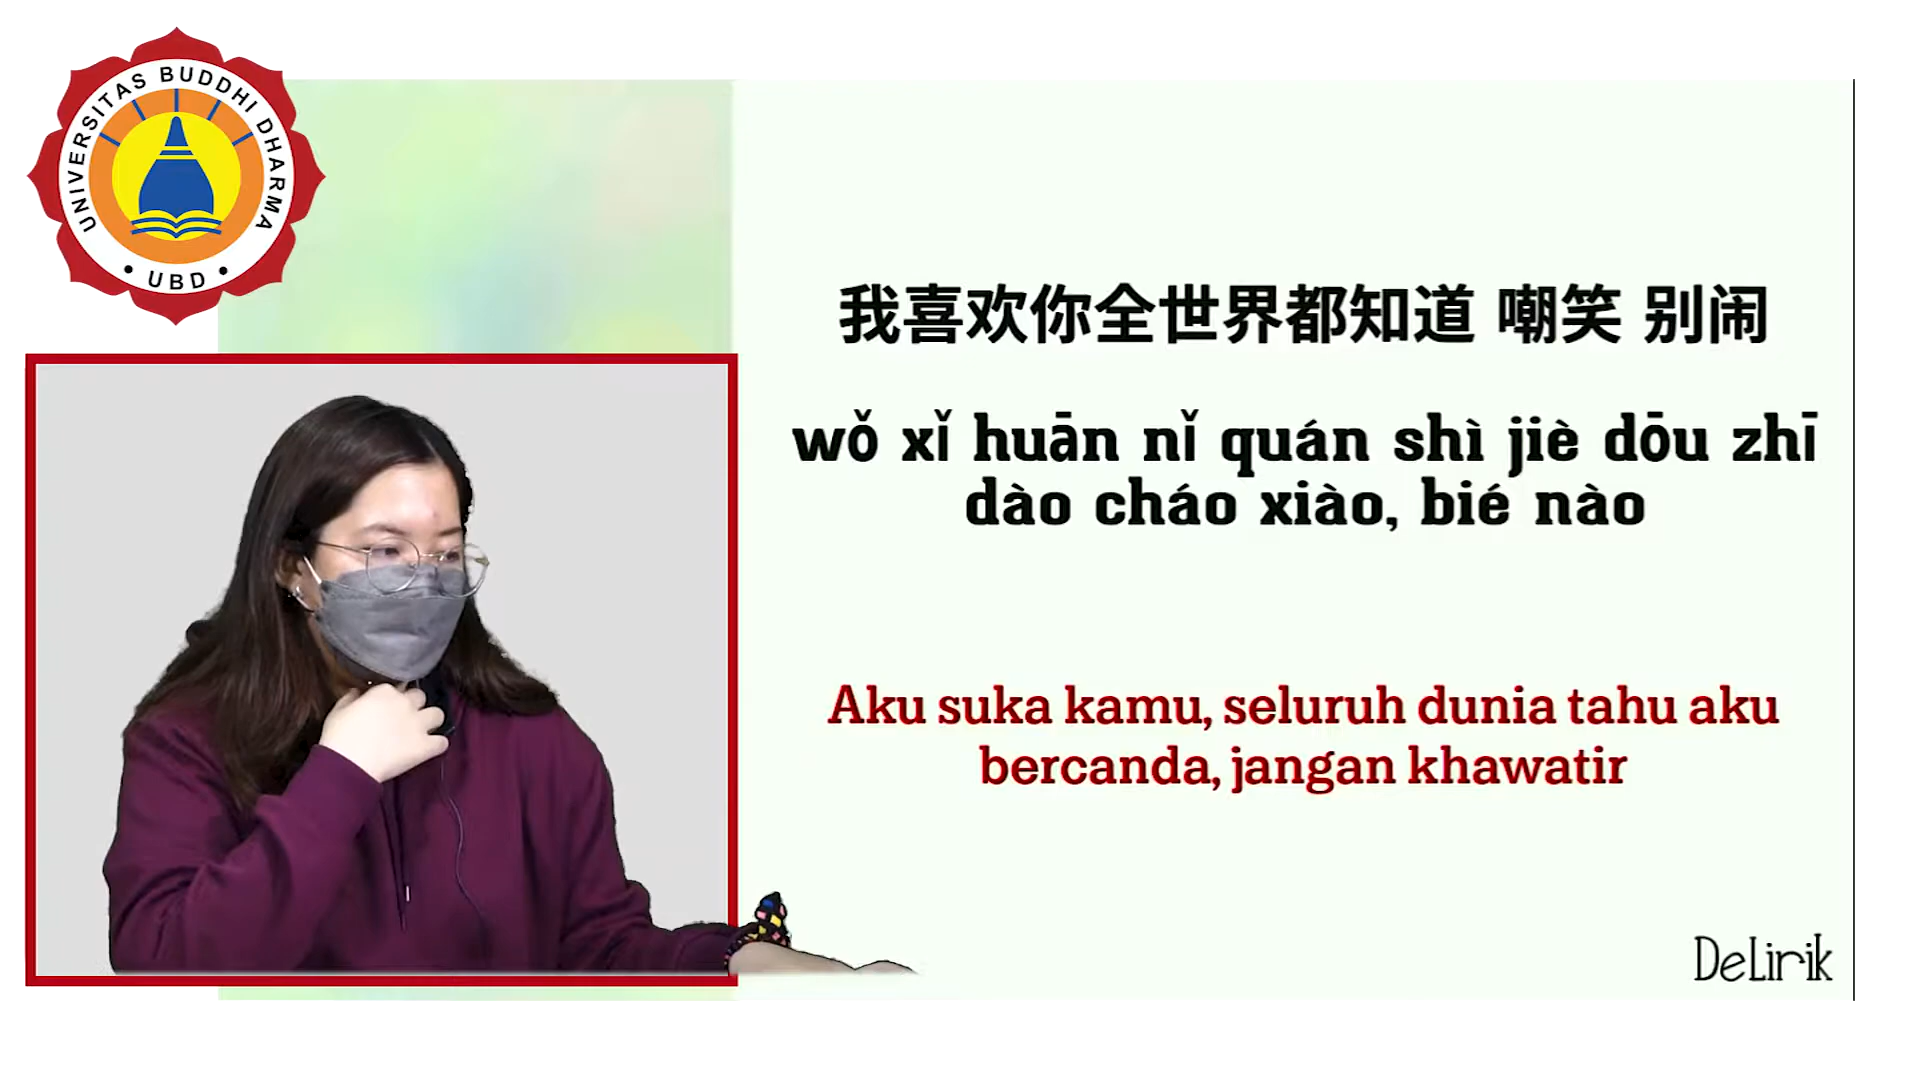 UNIVERSITAS BUDDHI DHARMA
• UBD •
我喜欢你全世界都知道 嘲笑 别闹
wǒ xǐ huān nǐ quán shì jiè dōu zhī
dào cháo xiào, bié nào
Aku suka kamu, seluruh dunia tahu aku
bercanda, jangan khawatir
DeLirik